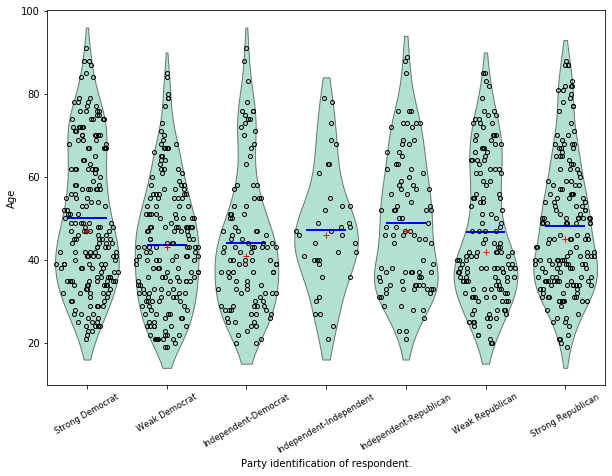 100
80
60
40
20
Age
Strong Democrat
Weak Democrat
Independent-Democrat
Independent-Independent
Independent-Republican
Weak Republican
Strong Republican
Party identification of respondent.